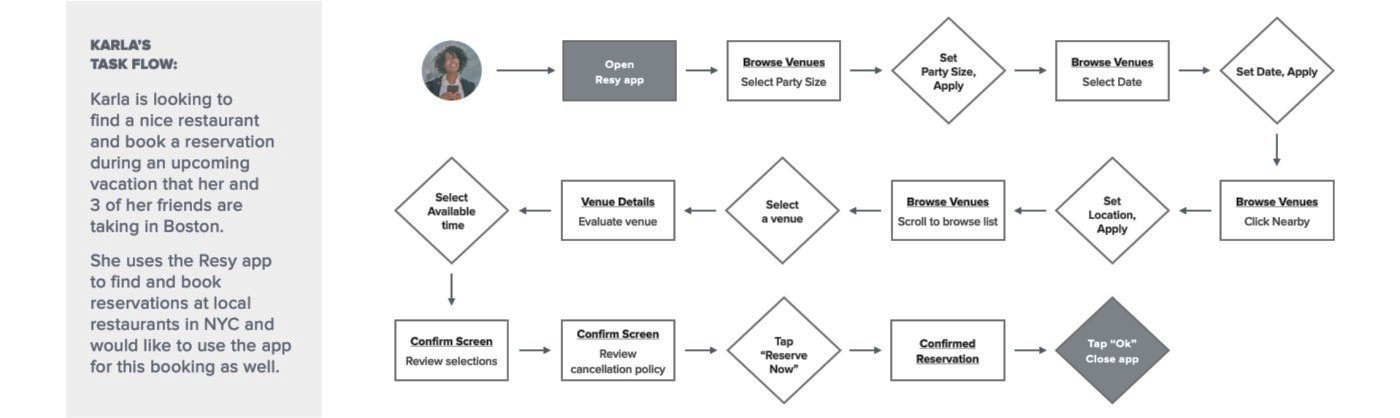 KARLA'S
TASK FLOW:
Karla is looking to
find a nice restaurant
and book a reservation
during an upcoming
vacation that her and
3 of her friends are
taking in Boston.
She uses the Resy app
to find and book
reservations at local
restaurants in NYC and
would like to use the app
for this booking as well.
Open
Resy app
Browse Venues
Select Party Size
Set
Party Size,
Apply
Browse Venues
Select Date
Set Date, Apply
Browse Venues
Click Nearby
Set
Location,
Apply
Browse Venues
Scroll to browse list
Select
a venue
Venue Details
Evaluate venue
Select
Available
time
Confirm Screen
Review selections
Confirm Screen
Review
cancellation policy
Tap
“Reserve
Now”
Confirmed
Reservation
Tap “Ok”
Close app